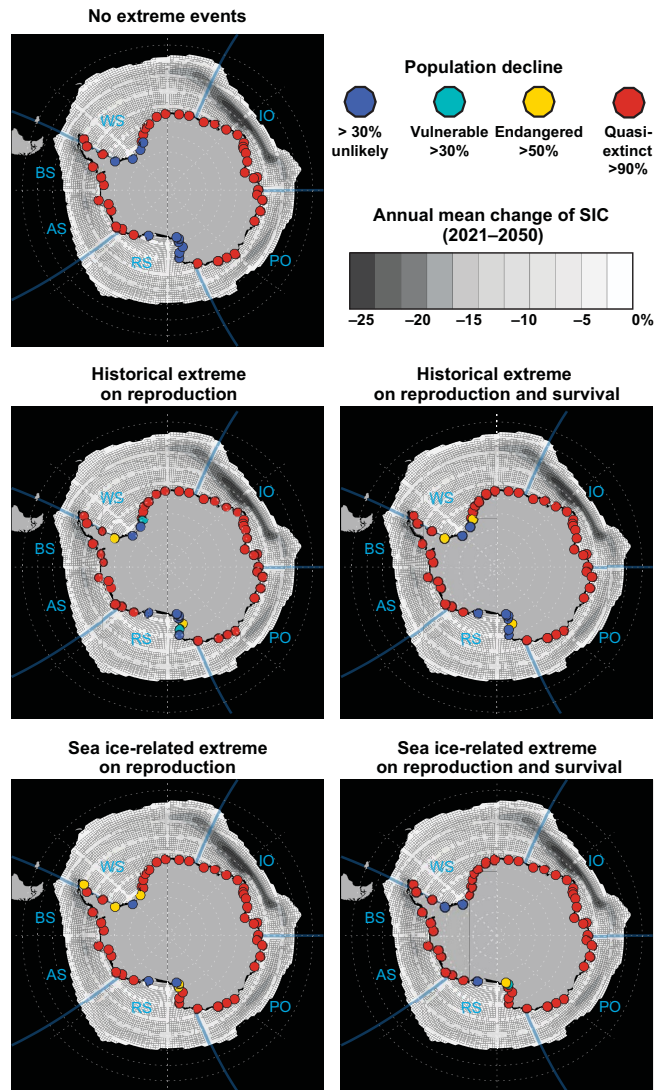 No extreme events
WS
IO
BS
AS
RS
PO
Population decline
> 30%
unlikely
Vulnerable
>30%
Endangered
>50%
Quasi-
extinct
>90%
Annual mean change of SIC
(2021–2050)
–25
–20
–15
–10
–5
0%
Historical extreme
on reproduction
WS
IO
BS
AS
RS
PO
Historical extreme
on reproduction and survival
WS
IO
BS
AS
RS
PO
Sea ice-related extreme
on reproduction
WS
IO
BS
AS
RS
PO
Sea ice-related extreme
on reproduction and survival
WS
IO
BS
AS
RS
PO